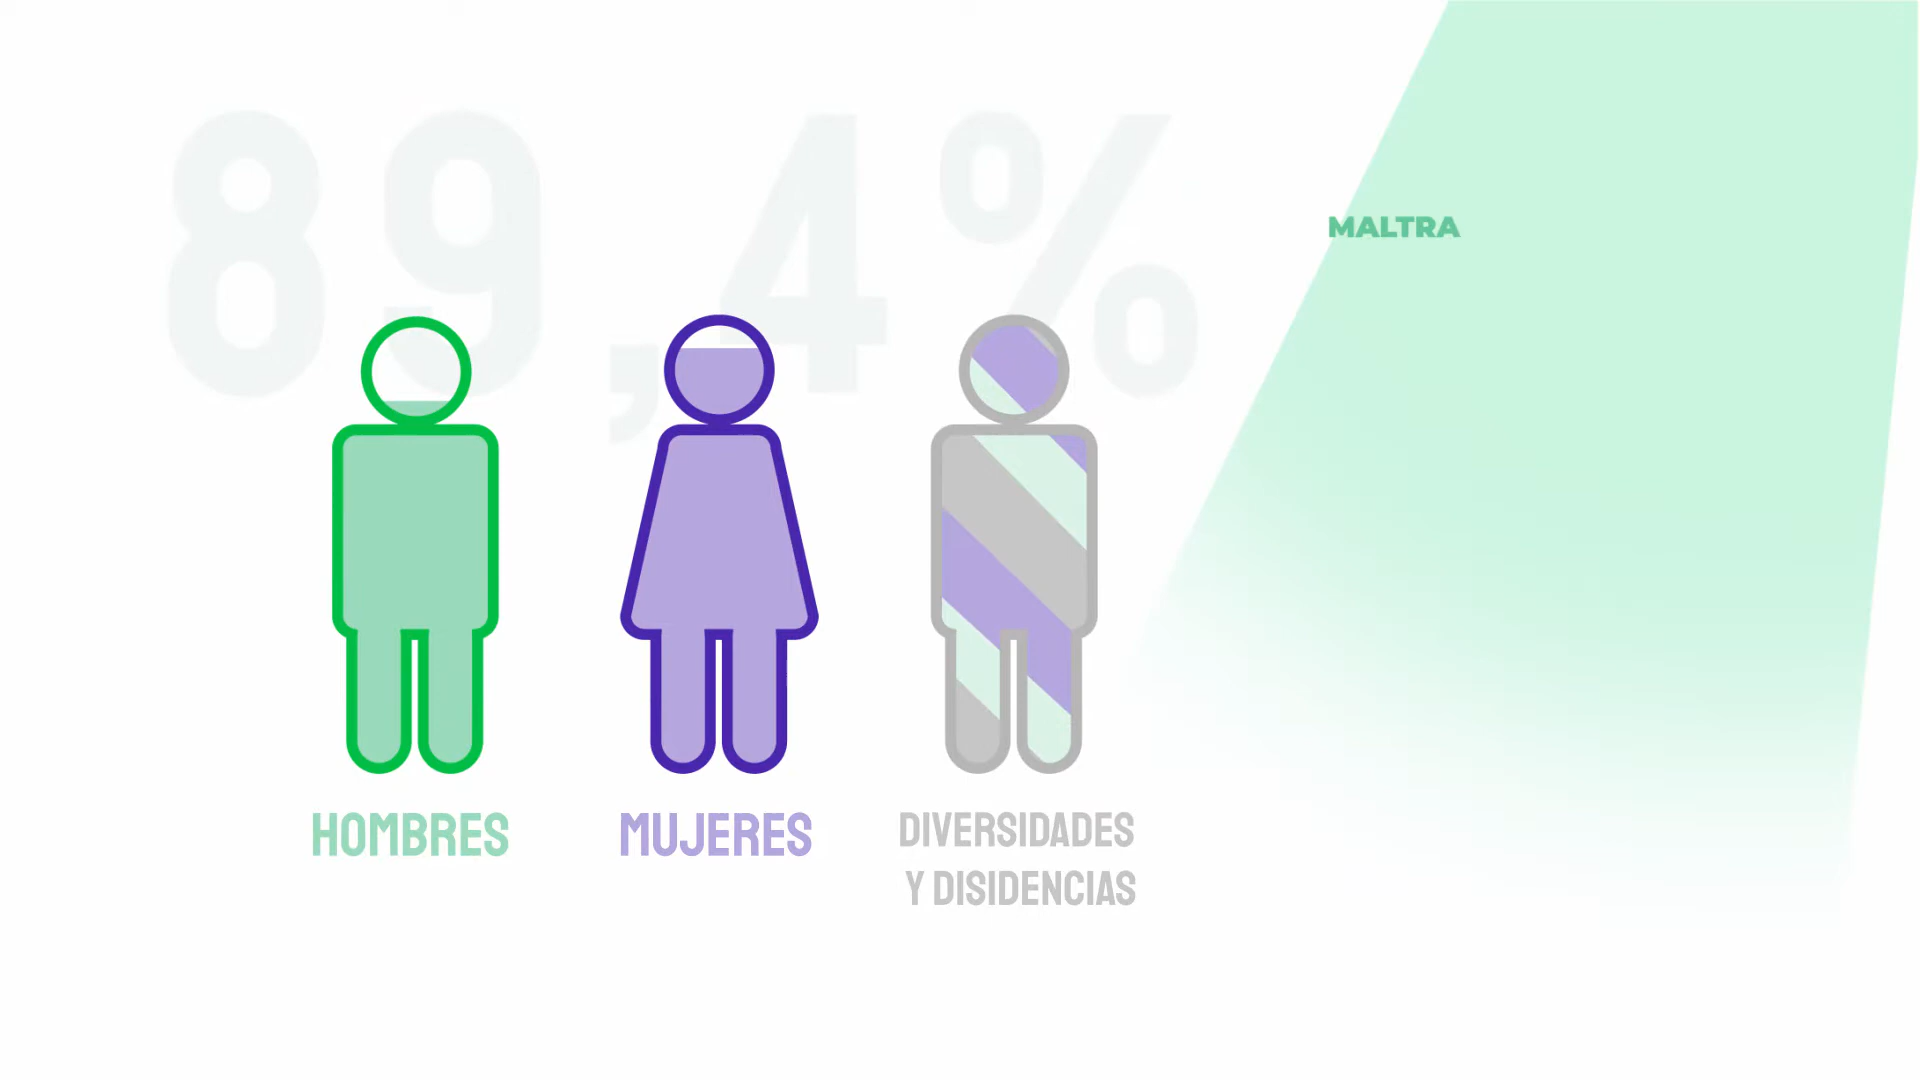 89,4%
MALTRA
HOMBRES
MUJERES
DIVERSIDADES
Y DISIDENCIAS